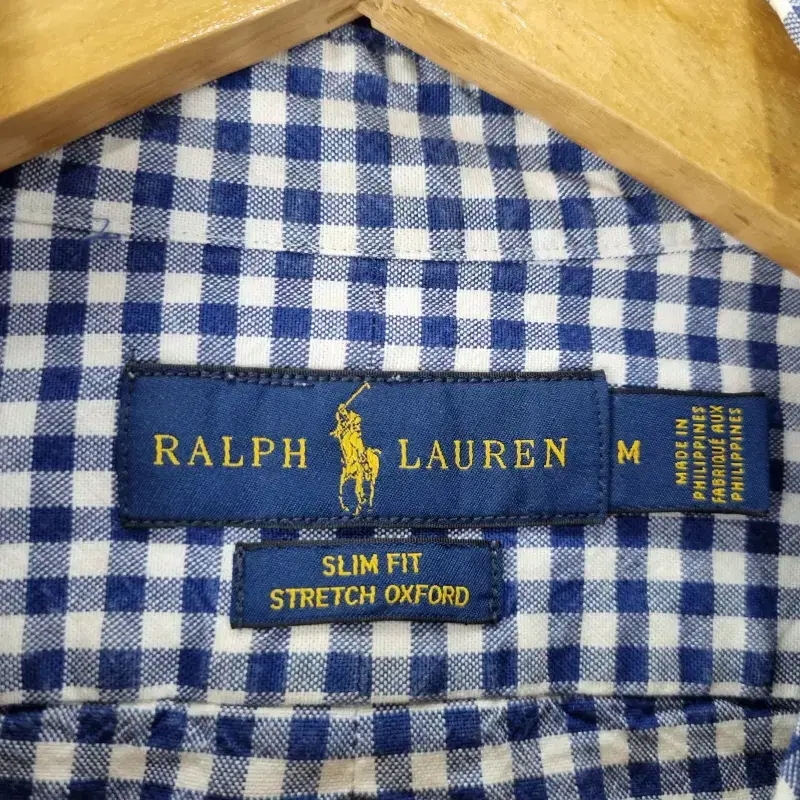 RALPH LAUREN
M
MADE IN
PHILIPPINES
FABRIQUÉ AUX
PHILIPPINES
SLIM FIT
STRETCH OXFORD